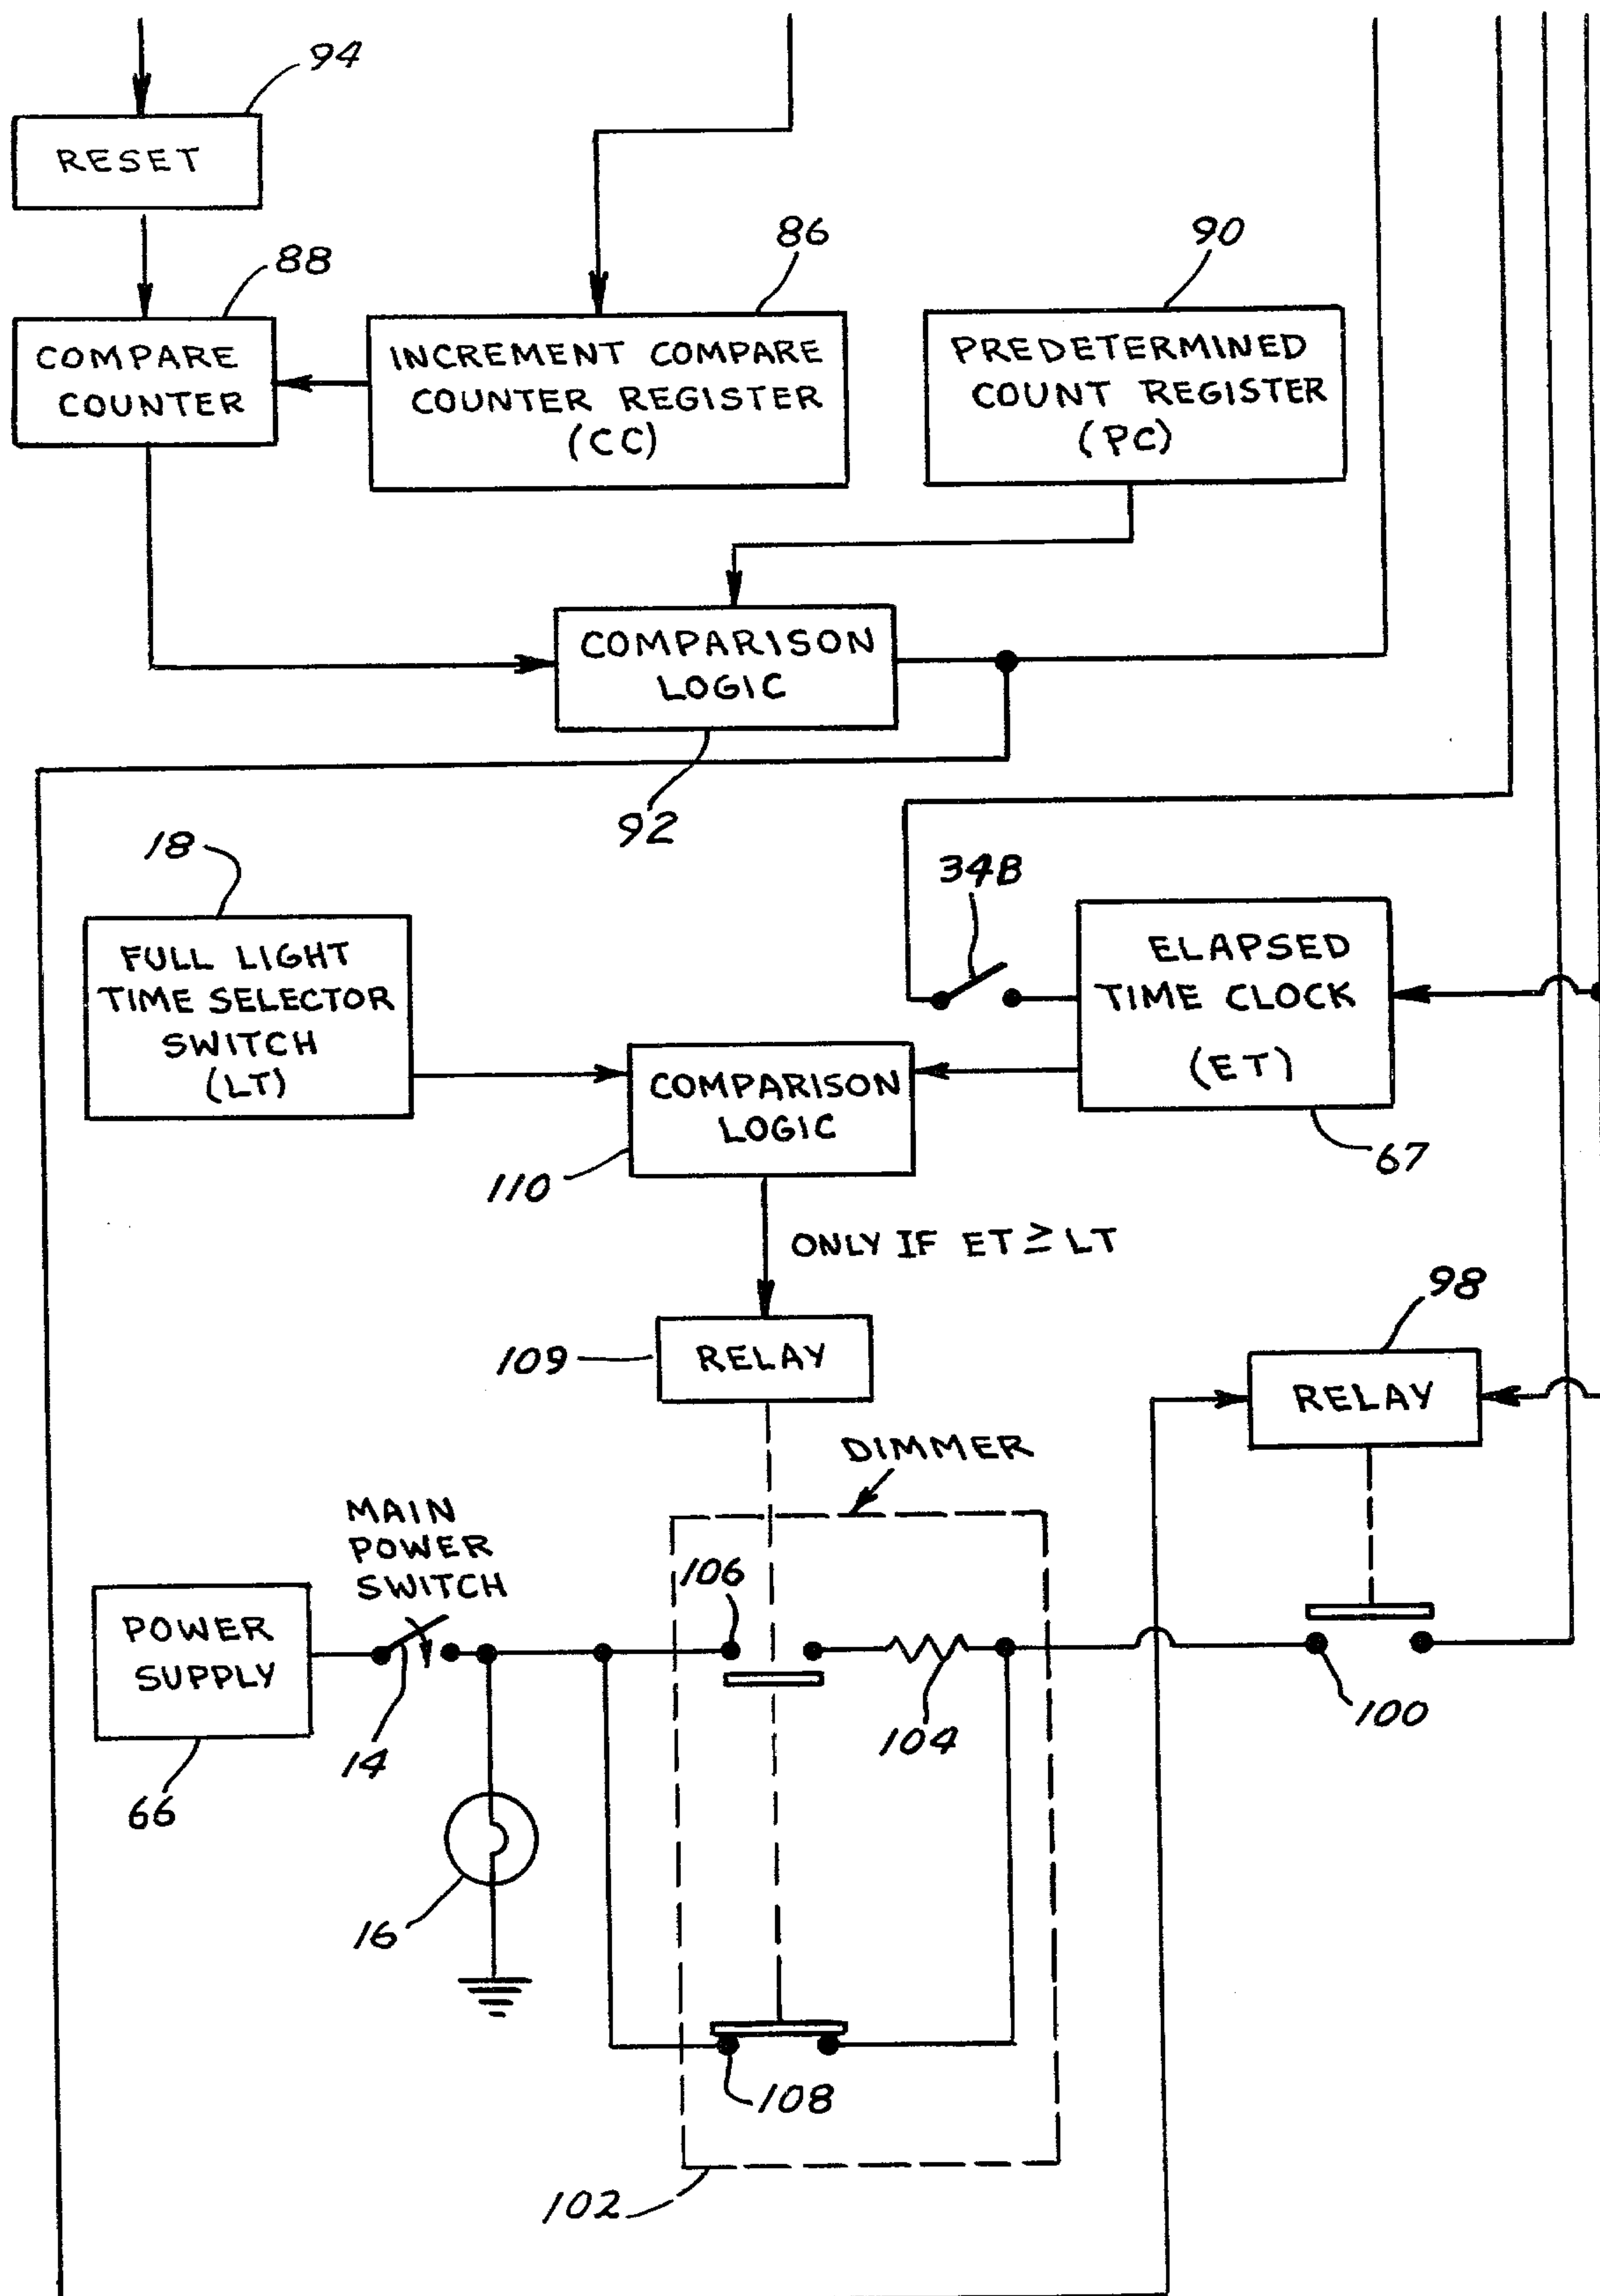 94
RESET
88
86
90
COMPARE
COUNTER
INCREMENT COMPARE
COUNTER REGISTER
(CC)
PREDETERMINED
COUNT REGISTER
(PC)
COMPARISON
LOGIC
92
18
34B
FULL LIGHT
TIME SELECTOR
SWITCH
(LT)
ELAPSED
TIME CLOCK
(ET)
COMPARISON
LOGIC
110
67
ONLY IF ET ≥ LT
98
109
RELAY
RELAY
DIMMER
MAIN
POWER
SWITCH
106
POWER
SUPPLY
14
104
100
66
16
108
102